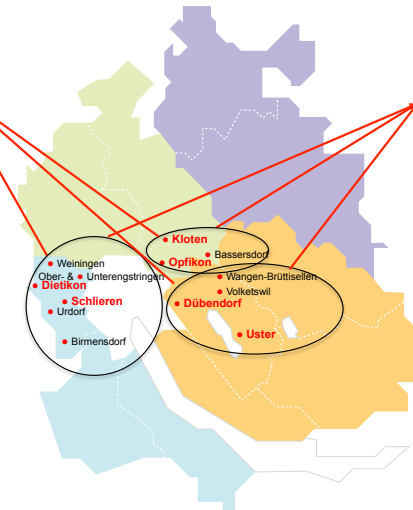 Kloten
Bassersdorf
Opfikon
Weiningen
Ober- & Unterengstringen
Dietikon
Schlieren
Urdorf
Birmensdorf
Wangen-Brüttisellen
Volketswil
Dübendorf
Uster